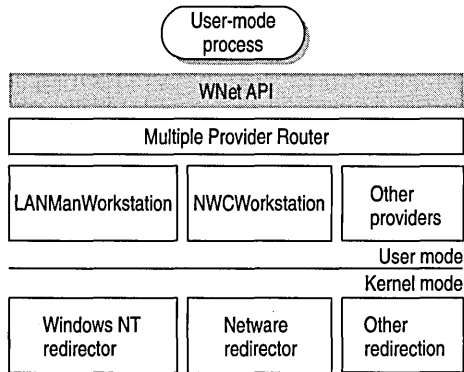 User-mode
process
WNet API
Multiple Provider Router
LANManWorkstation
NWCWorkstation
Other
providers
User mode
Kernel mode
Windows NT
redirector
Netware
redirector
Other
redirection